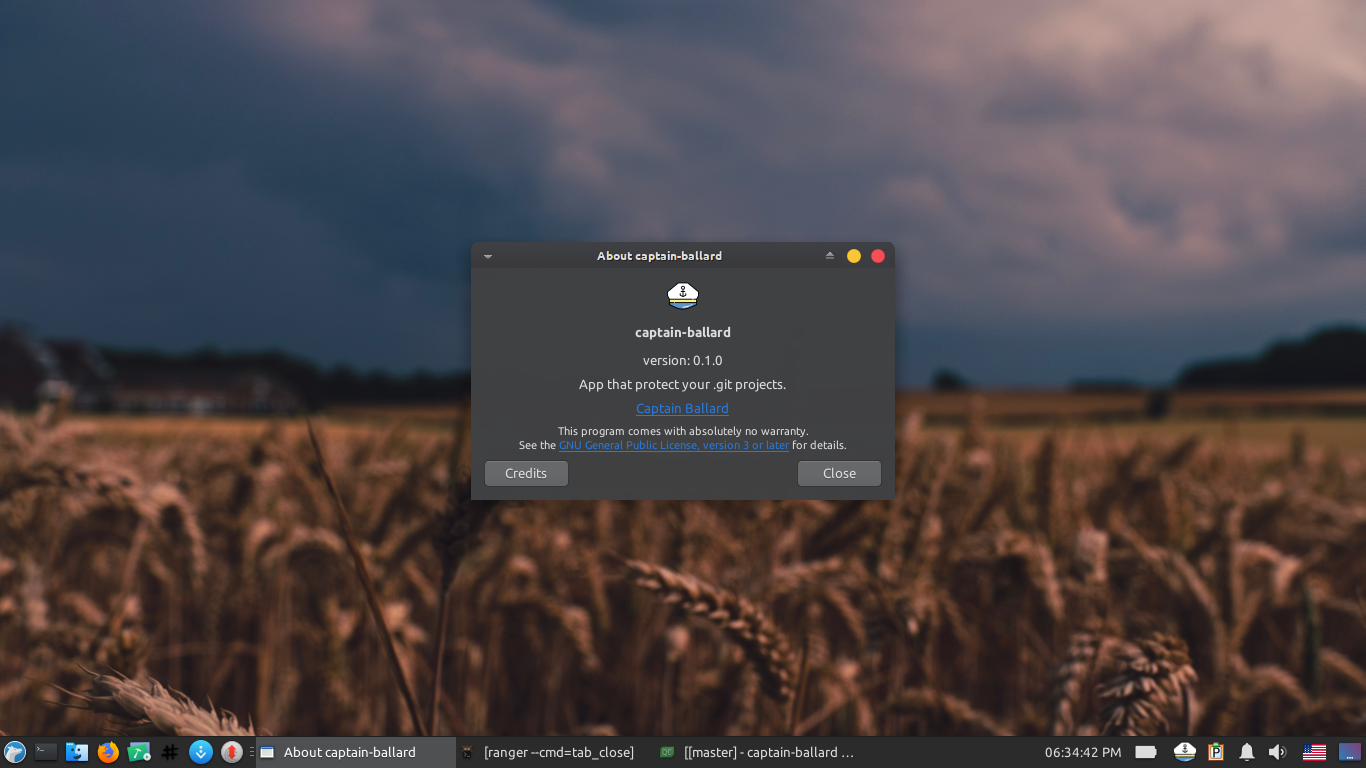 About captain-ballard
captain-ballard
version: 0.1.0
App that protect your .git projects.
Captain Ballard
This program comes with absolutely no warranty.
See the GNU General Public License, version 3 or later for details.
Credits
Close
About captain-ballard
[ranger --cmd=tab_close]
QC
[[master] - captain-ballard ...
06:34:42 PM